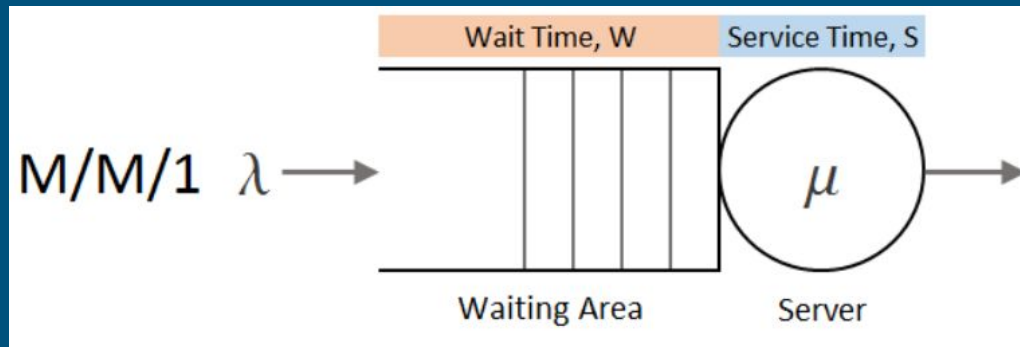 Wait Time, W
Service Time, S
M/M/1 λ
μ
Waiting Area
Server